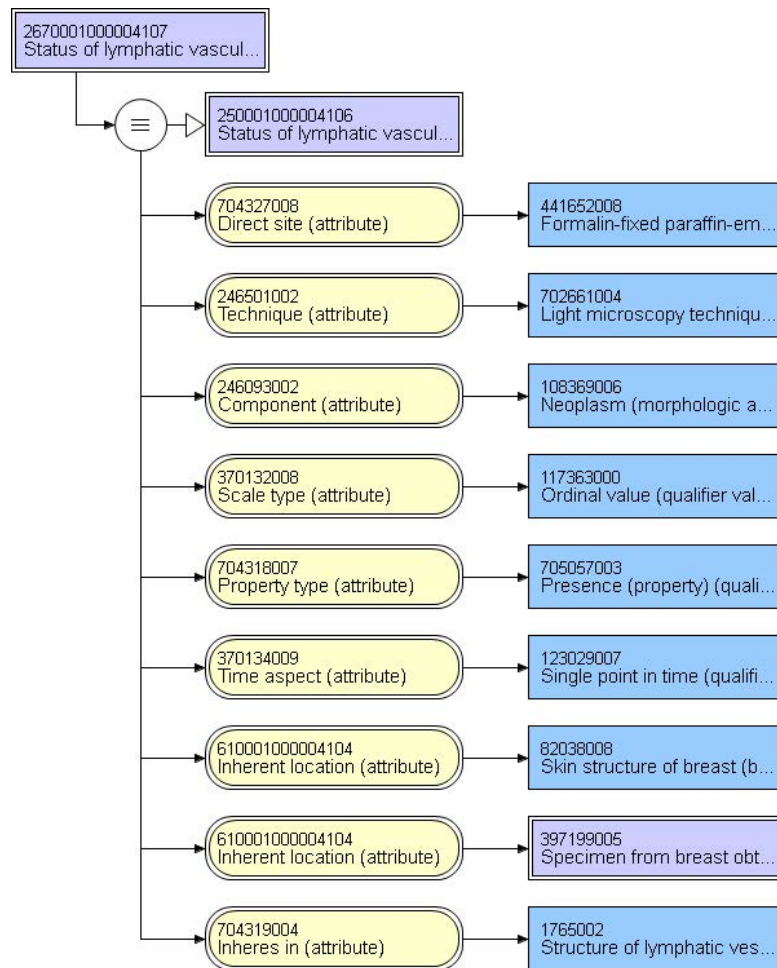 2670001000004107
Status of lymphatic vascul...
≡
250001000004106
Status of lymphatic vascul...
704327008
Direct site (attribute)
441652008
Formalin-fixed paraffin-em...
246501002
Technique (attribute)
702661004
Light microscopy techniqu...
246093002
Component (attribute)
108369006
Neoplasm (morphologic a...
370132008
Scale type (attribute)
117363000
Ordinal value (qualifier val...
704318007
Property type (attribute)
705057003
Presence (property) (quali...
370134009
Time aspect (attribute)
123029007
Single point in time (qualifi...
610001000004104
Inherent location (attribute)
82038008
Skin structure of breast (b...
610001000004104
Inherent location (attribute)
397199005
Specimen from breast obt...
704319004
Inheres in (attribute)
1765002
Structure of lymphatic ves...